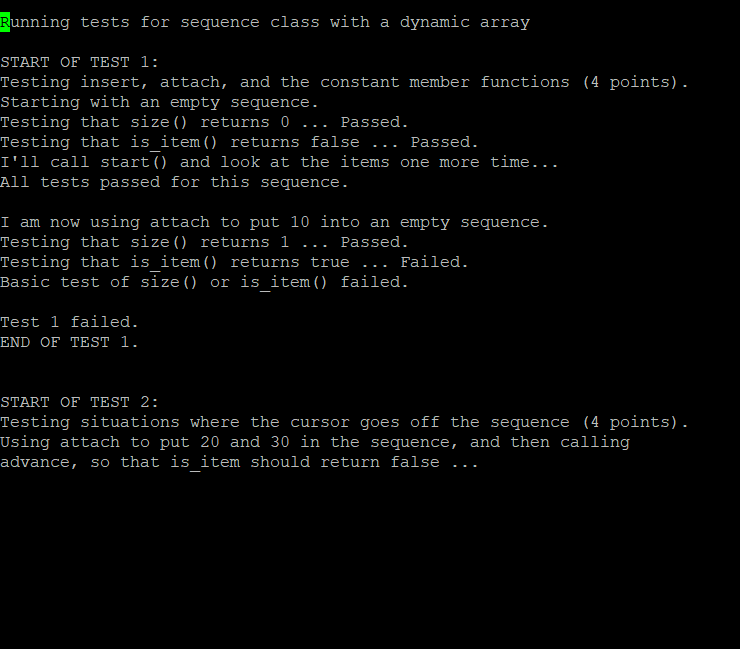 Running tests for sequence class with a dynamic array
START OF TEST 1:
Testing insert, attach, and the constant member functions (4 points).
Starting with an empty sequence.
Testing that size() returns 0 ... Passed.
Testing that is_item() returns false ... Passed.
I'll call start() and look at the items one more time...
All tests passed for this sequence.
I am now using attach to put 10 into an empty sequence.
Testing that size() returns 1 ... Passed.
Testing that is_item() returns true ... Failed.
Basic test of size() or is_item() failed.
Test 1 failed.
END OF TEST 1.
START OF TEST 2:
Testing situations where the cursor goes off the sequence (4 points).
Using attach to put 20 and 30 in the sequence, and then calling
advance, so that is_item should return false ...